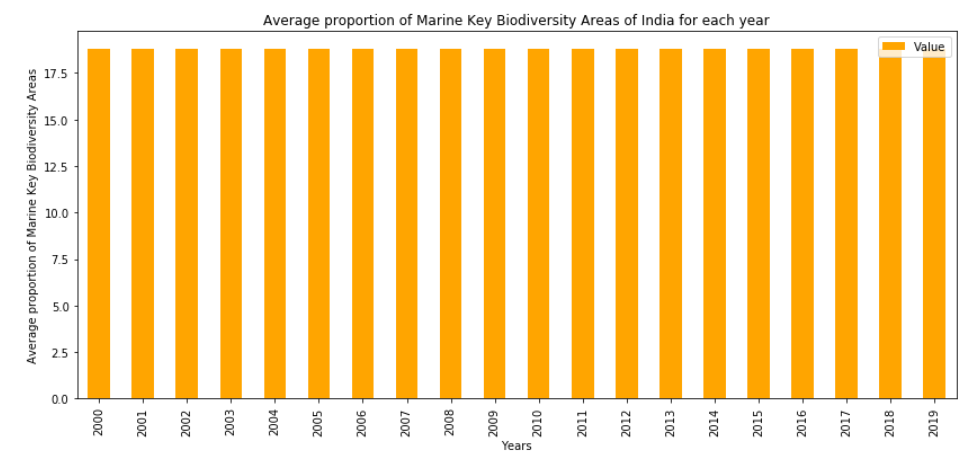 Average proportion of Marine Key Biodiversity Areas of India for each year
Value
Average proportion of Marine Key Biodiversity Areas
17.5
15.0
12.5
10.0
7.5
5.0
2.5
0.0
2000 2001 2002 2003 2004 2005 2006 2007 2008 2009 2010 2011 2012 2013 2014 2015 2016 2017 2018 2019
Years